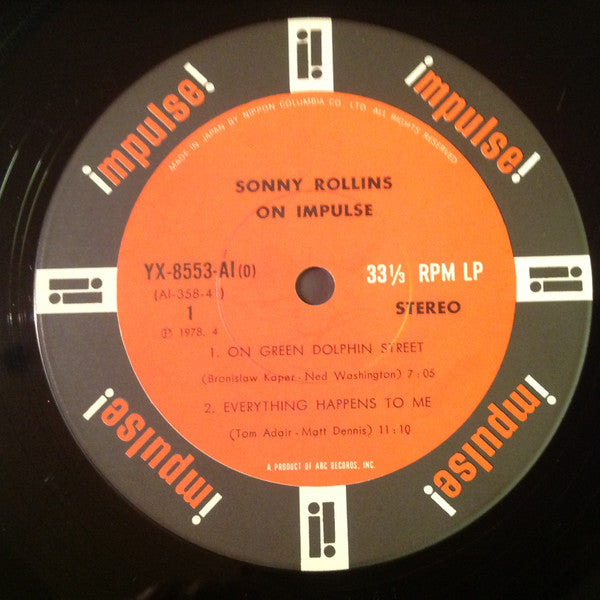 impulse!
impulse!
MADE IN JAPAN BY NIPPON COLUMBIA CO., LTD. ALL RIGHTS RESERVED
SONNY ROLLINS
ON IMPULSE
YX-8553-AI(D) 33⅓ RPM LP
(AI-358-4)
1 STEREO
Ⓟ 1978. 4
1. ON GREEN DOLPHIN STREET
(Bronislaw Kaper - Ned Washington) 7:05
2. EVERYTHING HAPPENS TO ME
(Tom Adair - Matt Dennis) 11:10
A PRODUCT OF ABC RECORDS, INC.
impulse!
impulse!